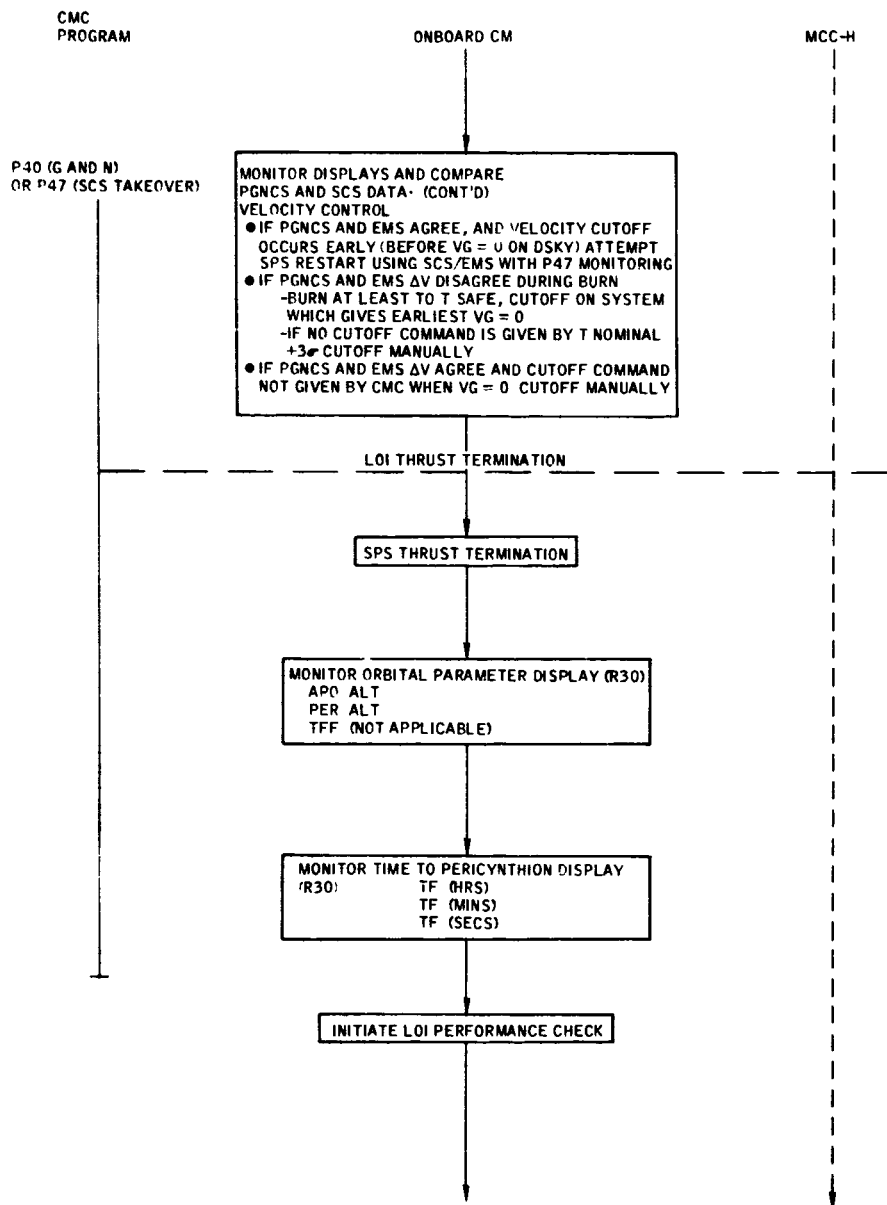 CMC
PROGRAM
ONBOARD CM
MCC-H
P40 (G AND N)
OR P47 (SCS TAKEOVER)
MONITOR DISPLAYS AND COMPARE
PGNCS AND SCS DATA· (CONT'D)
VELOCITY CONTROL
● IF PGNCS AND EMS AGREE, AND VELOCITY CUTOFF
OCCURS EARLY (BEFORE VG = 0 ON DSKY) ATTEMPT
SPS RESTART USING SCS/EMS WITH P47 MONITORING
● IF PGNCS AND EMS ΔV DISAGREE DURING BURN
-BURN AT LEAST TO T SAFE, CUTOFF ON SYSTEM
WHICH GIVES EARLIEST VG = 0
-IF NO CUTOFF COMMAND IS GIVEN BY T NOMINAL
+3σ CUTOFF MANUALLY
● IF PGNCS AND EMS ΔV AGREE AND CUTOFF COMMAND
NOT GIVEN BY CMC WHEN VG = 0 CUTOFF MANUALLY
LOI THRUST TERMINATION
SPS THRUST TERMINATION
MONITOR ORBITAL PARAMETER DISPLAY (R30)
APO ALT
PER ALT
TFF (NOT APPLICABLE)
MONITOR TIME TO PERICYNTHION DISPLAY
(R30) TF (HRS)
TF (MINS)
TF (SECS)
INITIATE LOI PERFORMANCE CHECK